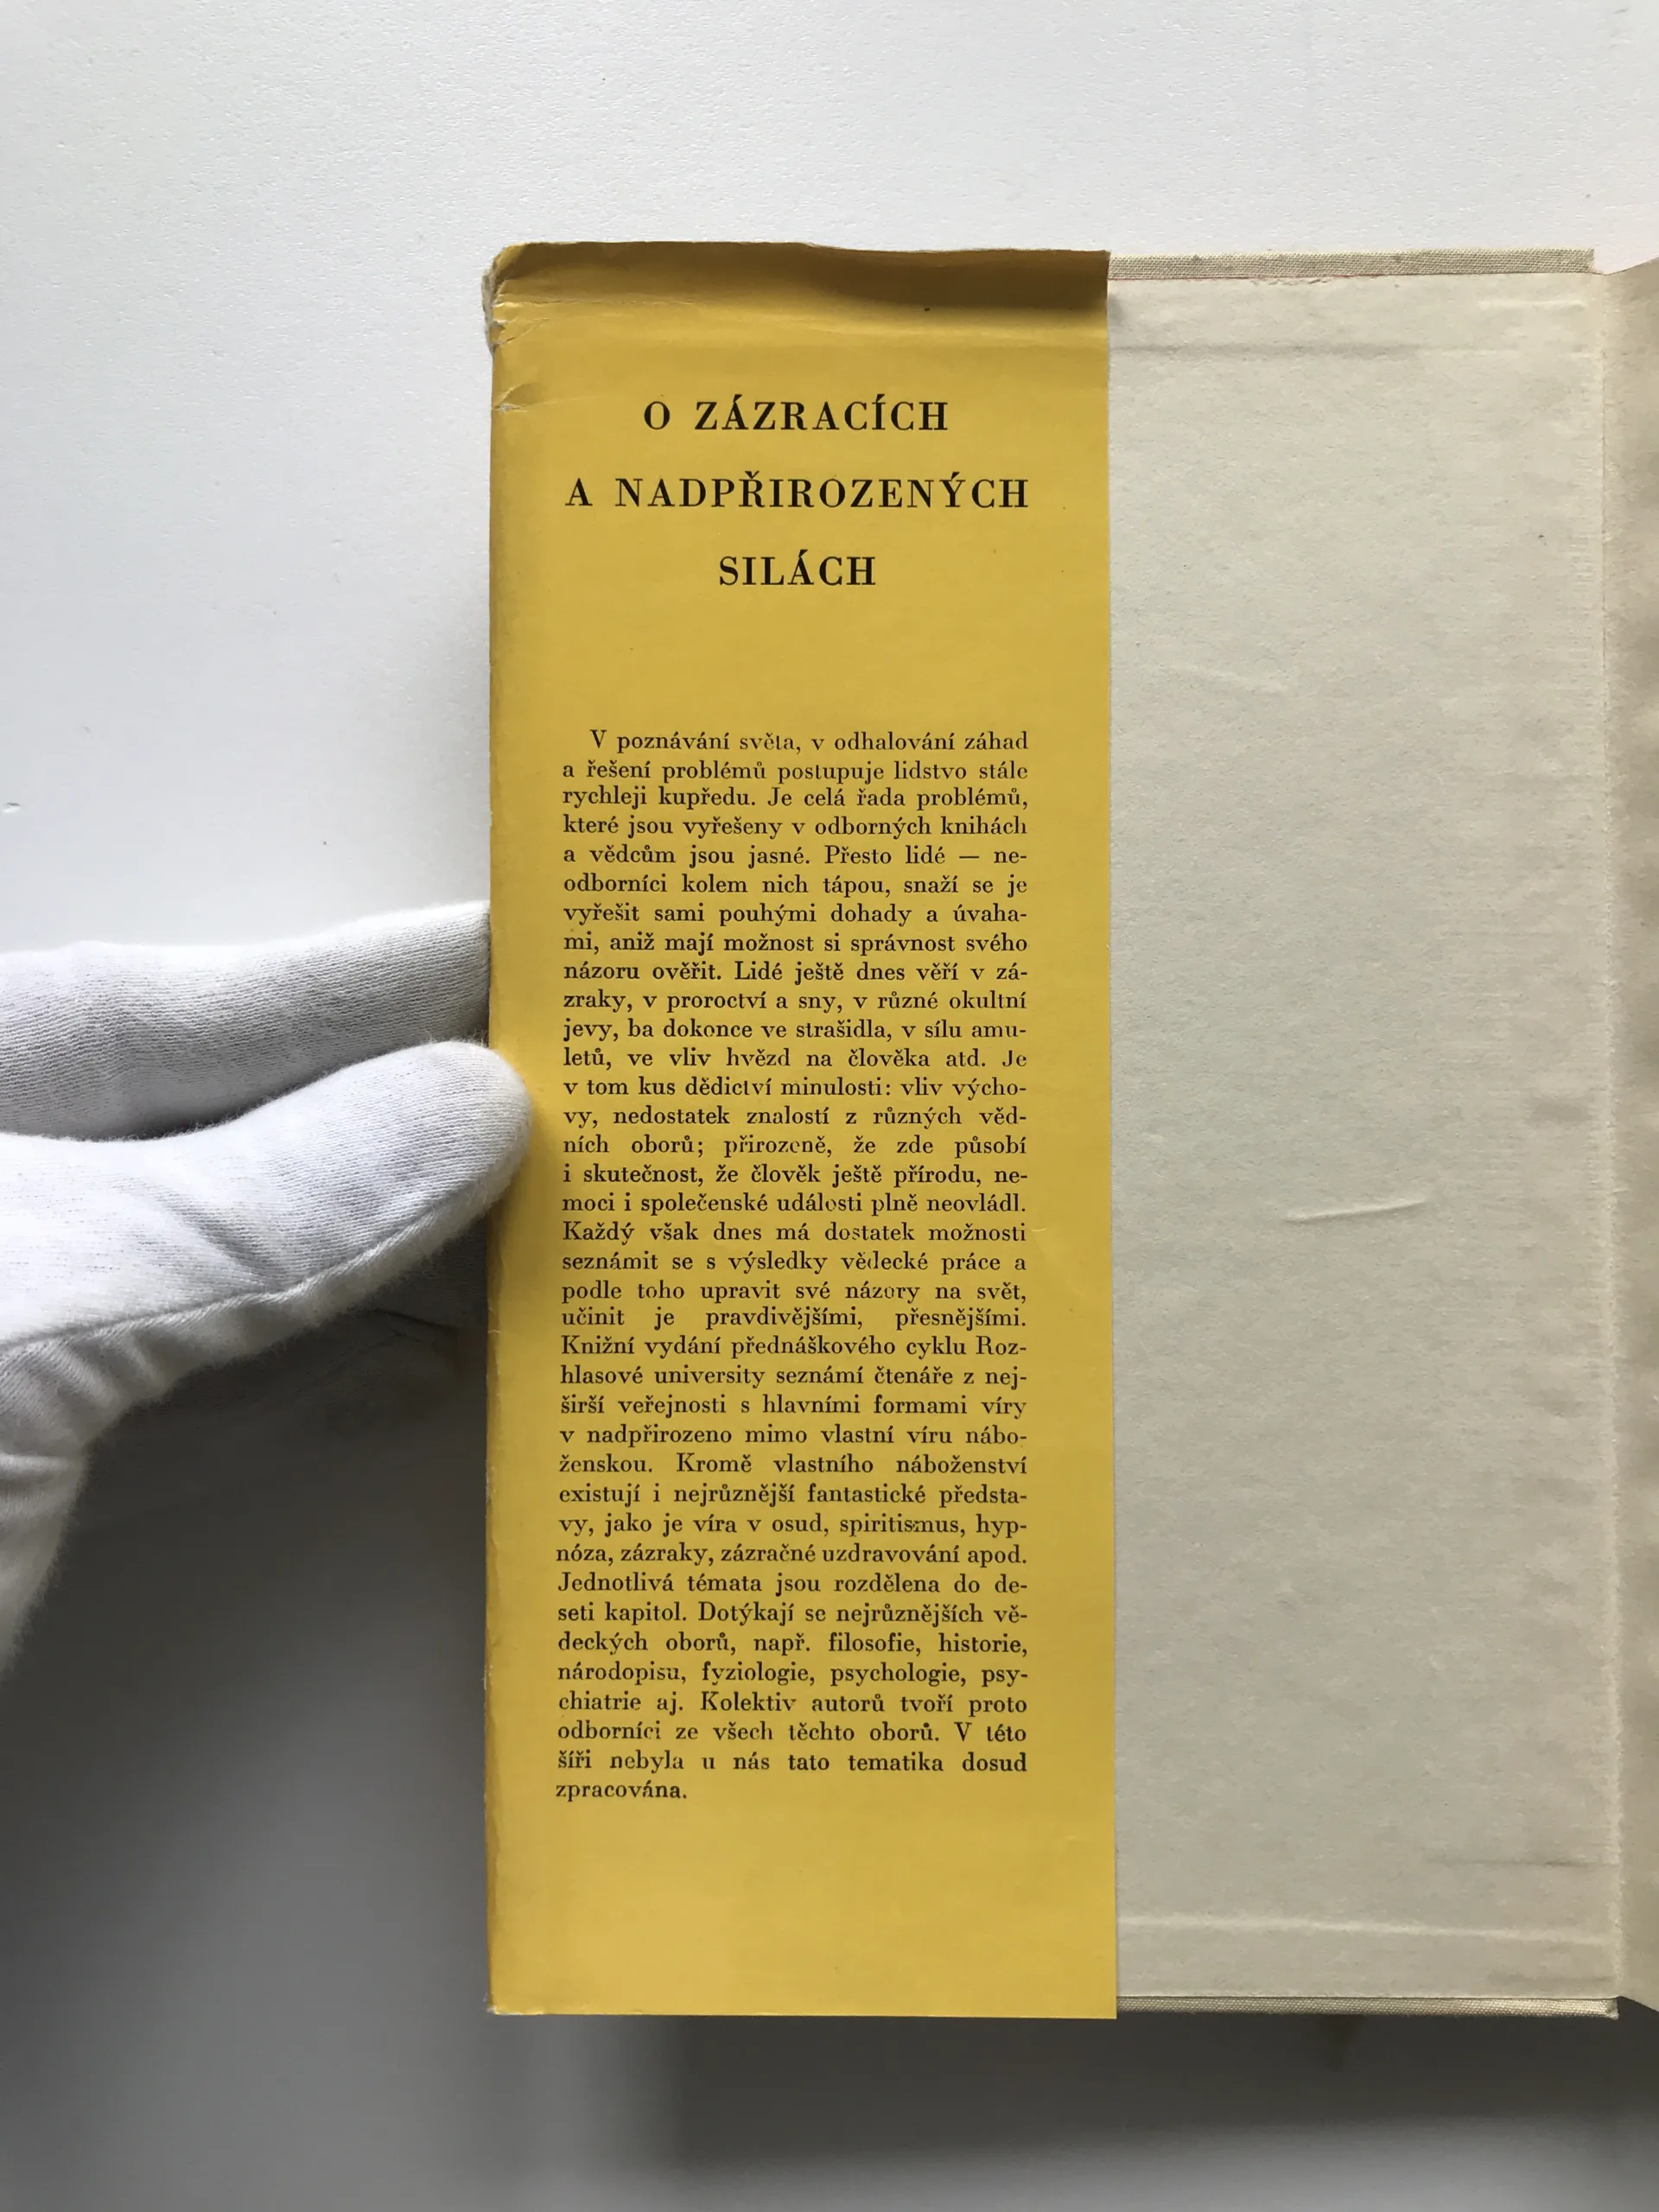 O ZÁZRACÍCH
A NADPŘIROZENÝCH
SILÁCH
V poznávání světa, v odhalování záhad
a řešení problémů postupuje lidstvo stále
rychleji kupředu. Je celá řada problémů,
které jsou vyřešeny v odborných knihách
a vědcům jsou jasné. Přesto lidé — ne-
odborníci kolem nich tápou, snaží se je
vyřešit sami pouhými dohady a úvaha-
mi, aniž mají možnost si správnost svého
názoru ověřit. Lidé ještě dnes věří v zá-
zraky, v proroctví a sny, v různé okultní
jevy, ba dokonce ve strašidla, v sílu amu-
letů, ve vliv hvězd na člověka atd. Je
v tom kus dědictví minulosti: vliv výcho-
vy, nedostatek znalostí z různých věd-
ních oborů; přirozeně, že zde působí
i skutečnost, že člověk ještě přírodu, ne-
moci i společenské události plně neovládl.
Každý však dnes má dostatek možnosti
seznámit se s výsledky vědecké práce a
podle toho upravit své názory na svět,
učinit je pravdivějšími, přesnějšími.
Knižní vydání přednáškového cyklu Roz-
hlasové university seznámí čtenáře z nej-
širší veřejnosti s hlavními formami víry
v nadpřirozeno mimo vlastní víru nábo-
ženskou. Kromě vlastního náboženství
existují i nejrůznější fantastické předsta-
vy, jako je víra v osud, spiritismus, hyp-
nóza, zázraky, zázračné uzdravování apod.
Jednotlivá témata jsou rozdělena do de-
seti kapitol. Dotýkají se nejrůznějších vě-
deckých oborů, např. filosofie, historie,
národopisu, fyziologie, psychologie, psy-
chiatrie aj. Kolektiv autorů tvoří proto
odborníci ze všech těchto oborů. V této
šíři nebyla u nás tato tematika dosud
zpracována.